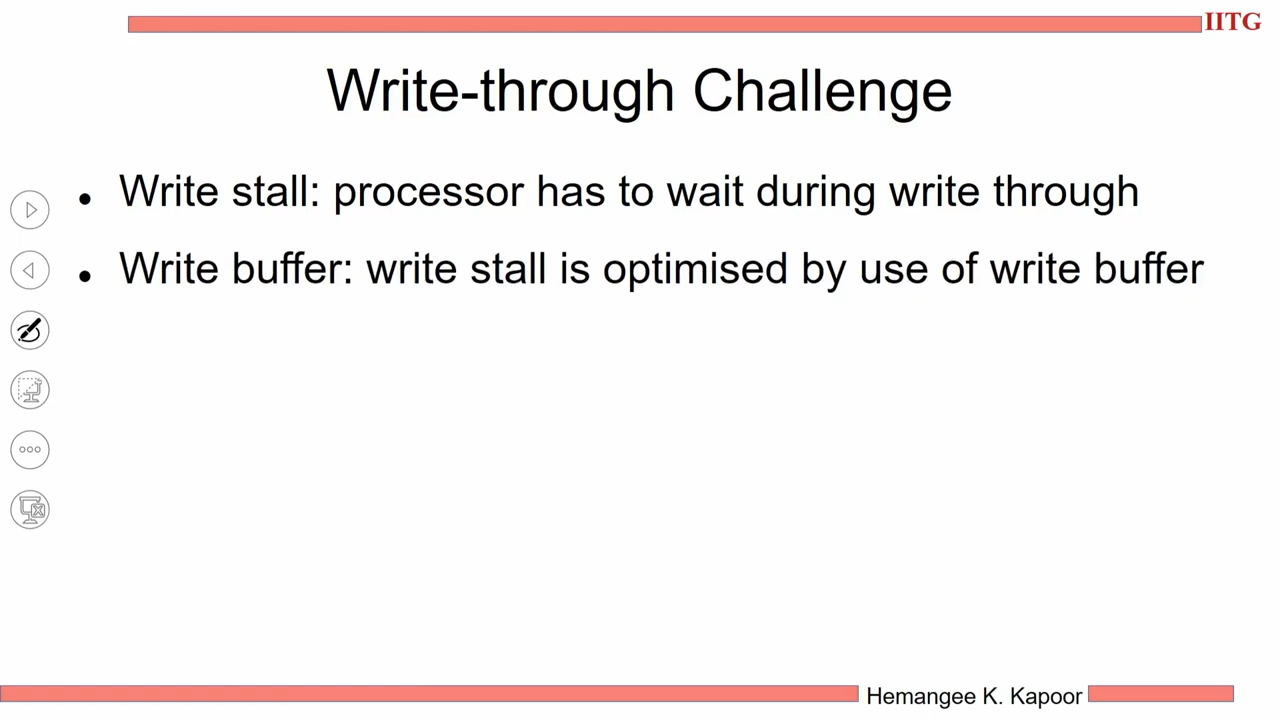 IITG
Write-through Challenge
• Write stall: processor has to wait during write through
• Write buffer: write stall is optimised by use of write buffer
Hemangee K. Kapoor